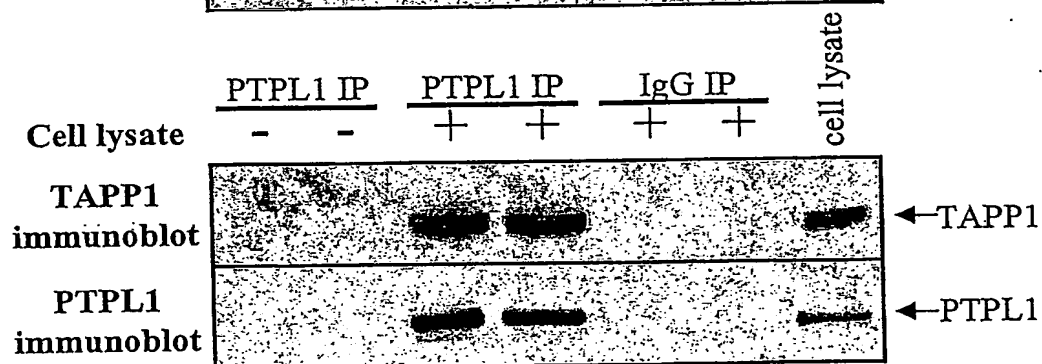 PTPL1 IP PTPL1 IP IgG IP cell lysate
Cell lysate - - + + + +
TAPP1
immunoblot
TAPP1
PTPL1
immunoblot
PTPL1